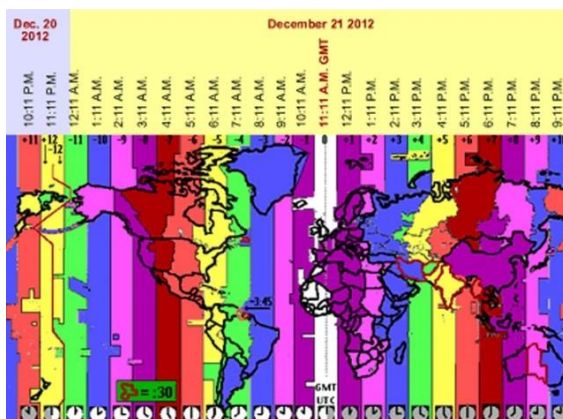 Dec. 20
2012
December 21 2012
10:11 P.M.
11:11 P.M.
12:11 A.M.
1:11 A.M.
2:11 A.M.
3:11 A.M.
4:11 A.M.
5:11 A.M.
6:11 A.M.
7:11 A.M.
8:11 A.M.
9:11 A.M.
10:11 A.M.
11:11 A.M. GMT
12:11 P.M.
1:11 P.M.
2:11 P.M.
3:11 P.M.
4:11 P.M.
5:11 P.M.
6:11 P.M.
7:11 P.M.
8:11 P.M.
9:11 P.M.
+11 +12 -11 -10 -9 -8 -7 -6 -5 -4 -3 -2 0 +1 +2 +3 +4 +5 +6 +7 +8 +9
-12
-3:45
= :30
GMT
UTC